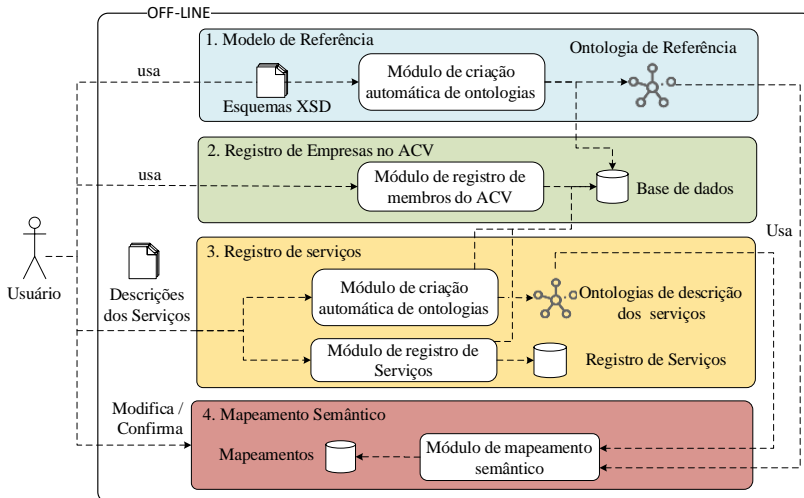 OFF-LINE
1. Modelo de Referência
usa
Esquemas XSD
Módulo de criação
automática de ontologias
Ontologia de Referência
2. Registro de Empresas no ACV
usa
Módulo de registro de
membros do ACV
Base de dados
Usa
Usuário
Descrições
dos Serviços
3. Registro de serviços
Módulo de criação
automática de ontologias
Ontologias de descrição
dos serviços
Módulo de registro de
Serviços
Registro de Serviços
Modifica /
Confirma
4. Mapeamento Semântico
Mapeamentos
Módulo de mapeamento
semântico